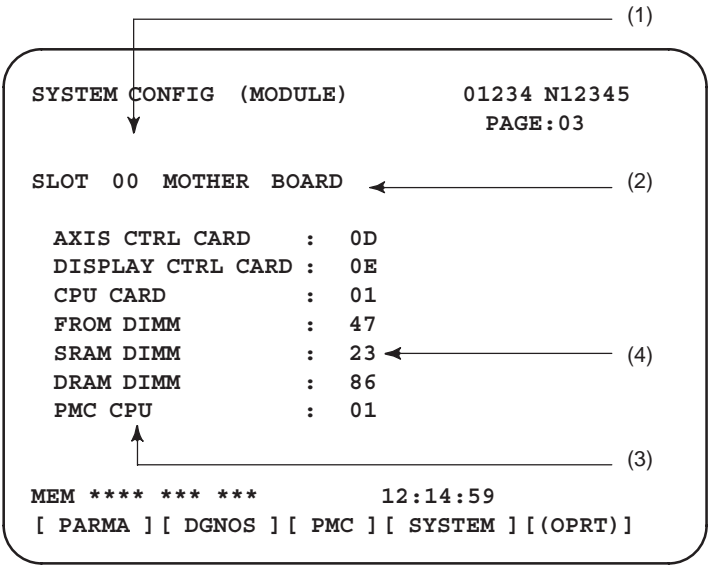 (1)
SYSTEM CONFIG (MODULE) 01234 N12345
PAGE:03
SLOT 00 MOTHER BOARD (2)
AXIS CTRL CARD : 0D
DISPLAY CTRL CARD : 0E
CPU CARD : 01
FROM DIMM : 47
SRAM DIMM : 23 (4)
DRAM DIMM : 86
PMC CPU : 01
(3)
MEM **** *** *** 12:14:59
[ PARMA ][ DGNOS ][ PMC ][ SYSTEM ][(OPRT)]